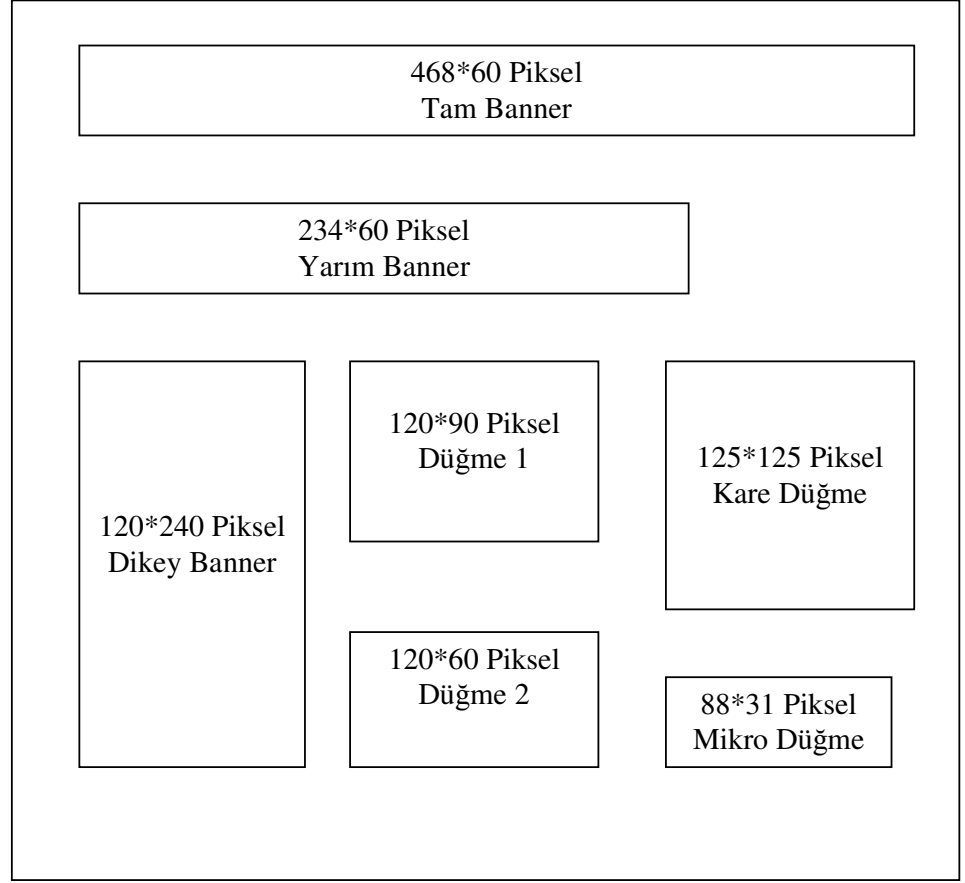 468*60 Piksel
Tam Banner
234*60 Piksel
Yarım Banner
120*240 Piksel
Dikey Banner
120*90 Piksel
Düğme 1
120*60 Piksel
Düğme 2
125*125 Piksel
Kare Düğme
88*31 Piksel
Mikro Düğme